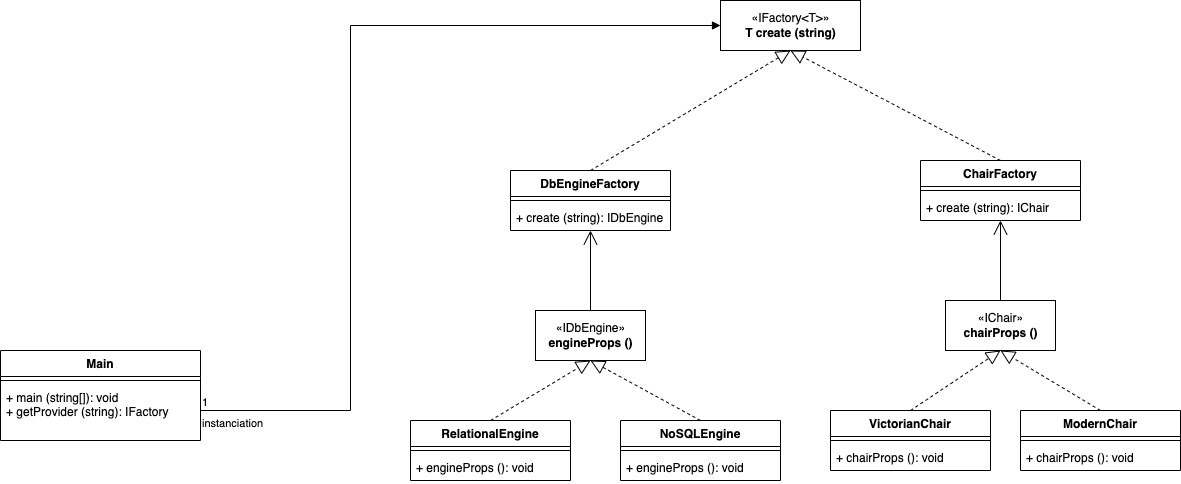 «IFactory<T>»
T create (string)
DbEngineFactory
+ create (string): IDbEngine
ChairFactory
+ create (string): IChair
«IDbEngine»
engineProps ()
«IChair»
chairProps ()
Main
+ main (string[]): void
+ getProvider (string): IFactory
1
instanciation
RelationalEngine
+ engineProps (): void
NoSQLEngine
+ engineProps (): void
VictorianChair
+ chairProps (): void
ModernChair
+ chairProps (): void